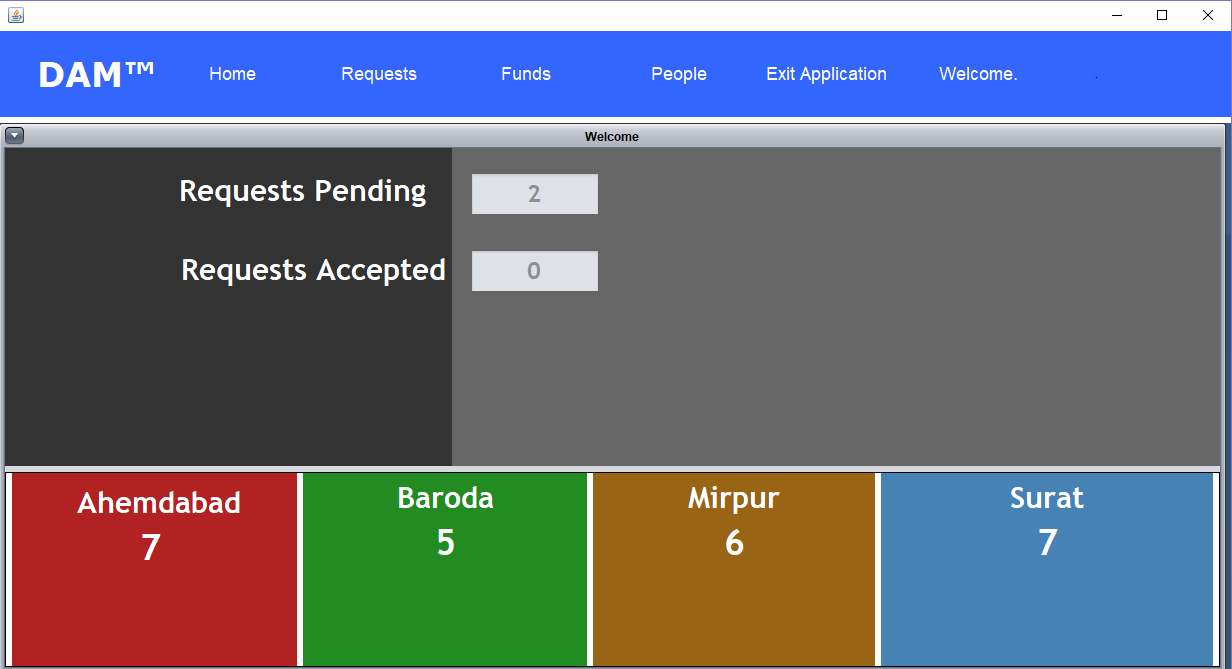 DAM™ Home Requests Funds People Exit Application Welcome. .
Welcome
Requests Pending 2
Requests Accepted 0
Ahemdabad Baroda Mirpur Surat
7 5 6 7